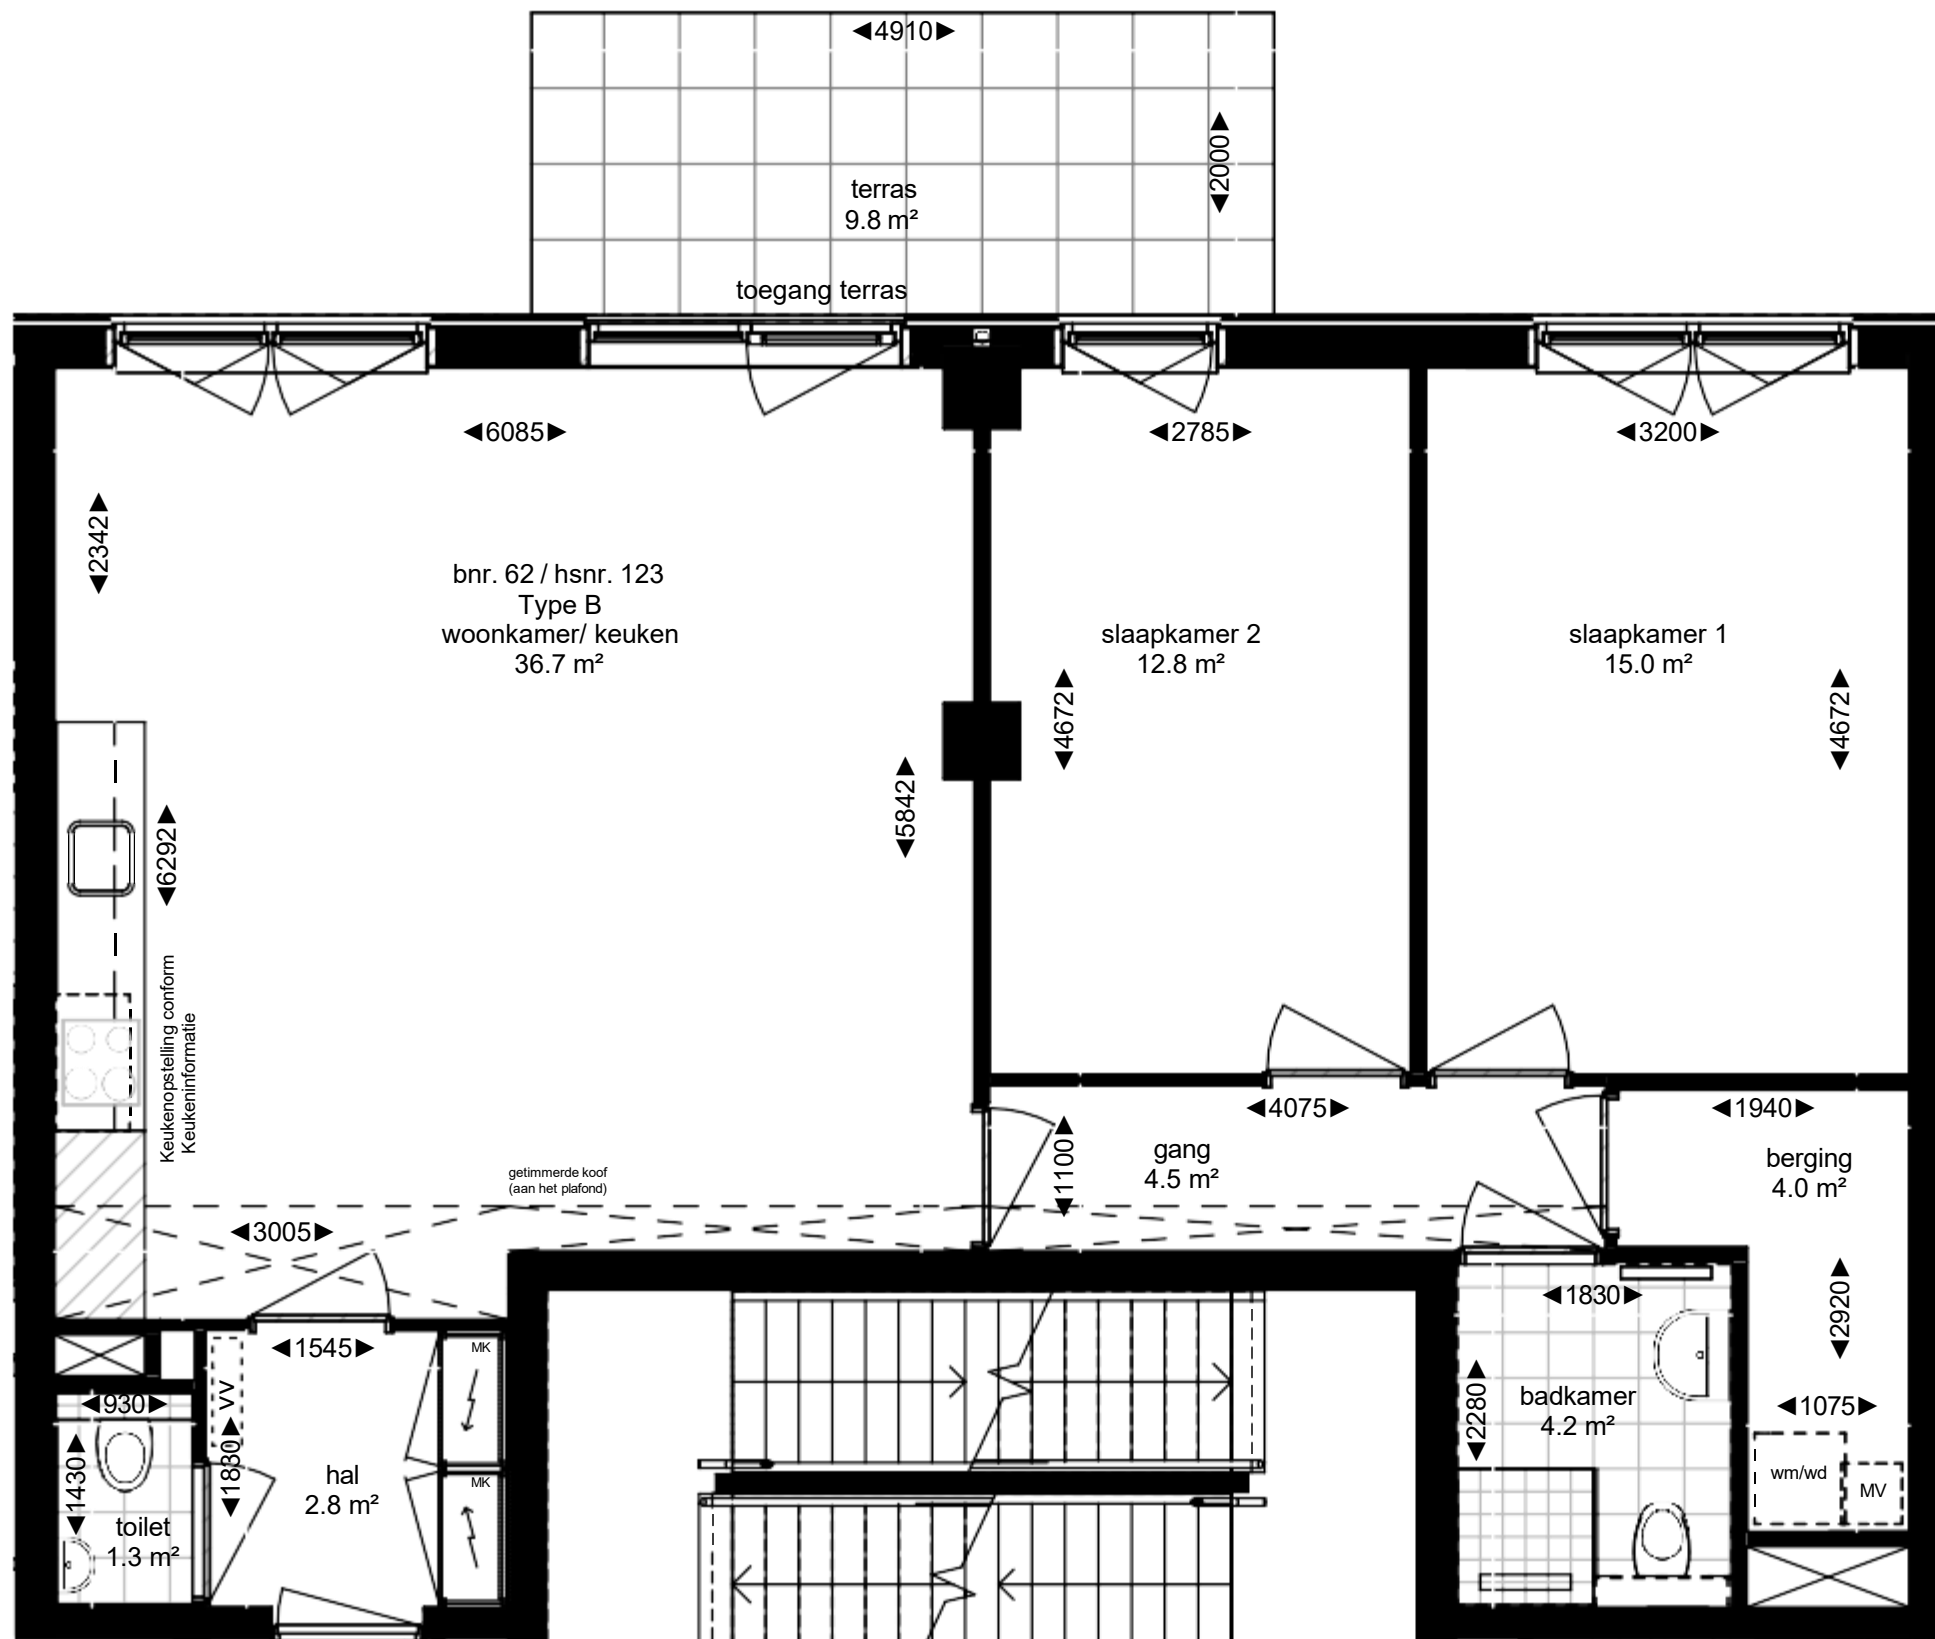 ◄4910►
◄2000►
terras
9.8 m²
toegang terras
◄6085►
◄2785►
◄3200►
◄2342►
bnr. 62 / hsnr. 123
Type B
woonkamer/ keuken
36.7 m²
slaapkamer 2
12.8 m²
slaapkamer 1
15.0 m²
◄4672►
◄4672►
◄5842►
◄6292►
Keukenopstelling conform
Keukeninformatie
getimmerde koof
(aan het plafond)
◄4075►
◄1940►
◄1100►
gang
4.5 m²
berging
4.0 m²
◄3005►
◄1830►
◄2920►
◄1545►
MK
VV
◄930►
◄2280►
badkamer
4.2 m²
◄1075►
◄1430►
◄1830►
hal
2.8 m²
MK
wm/wd
MV
toilet
1.3 m²